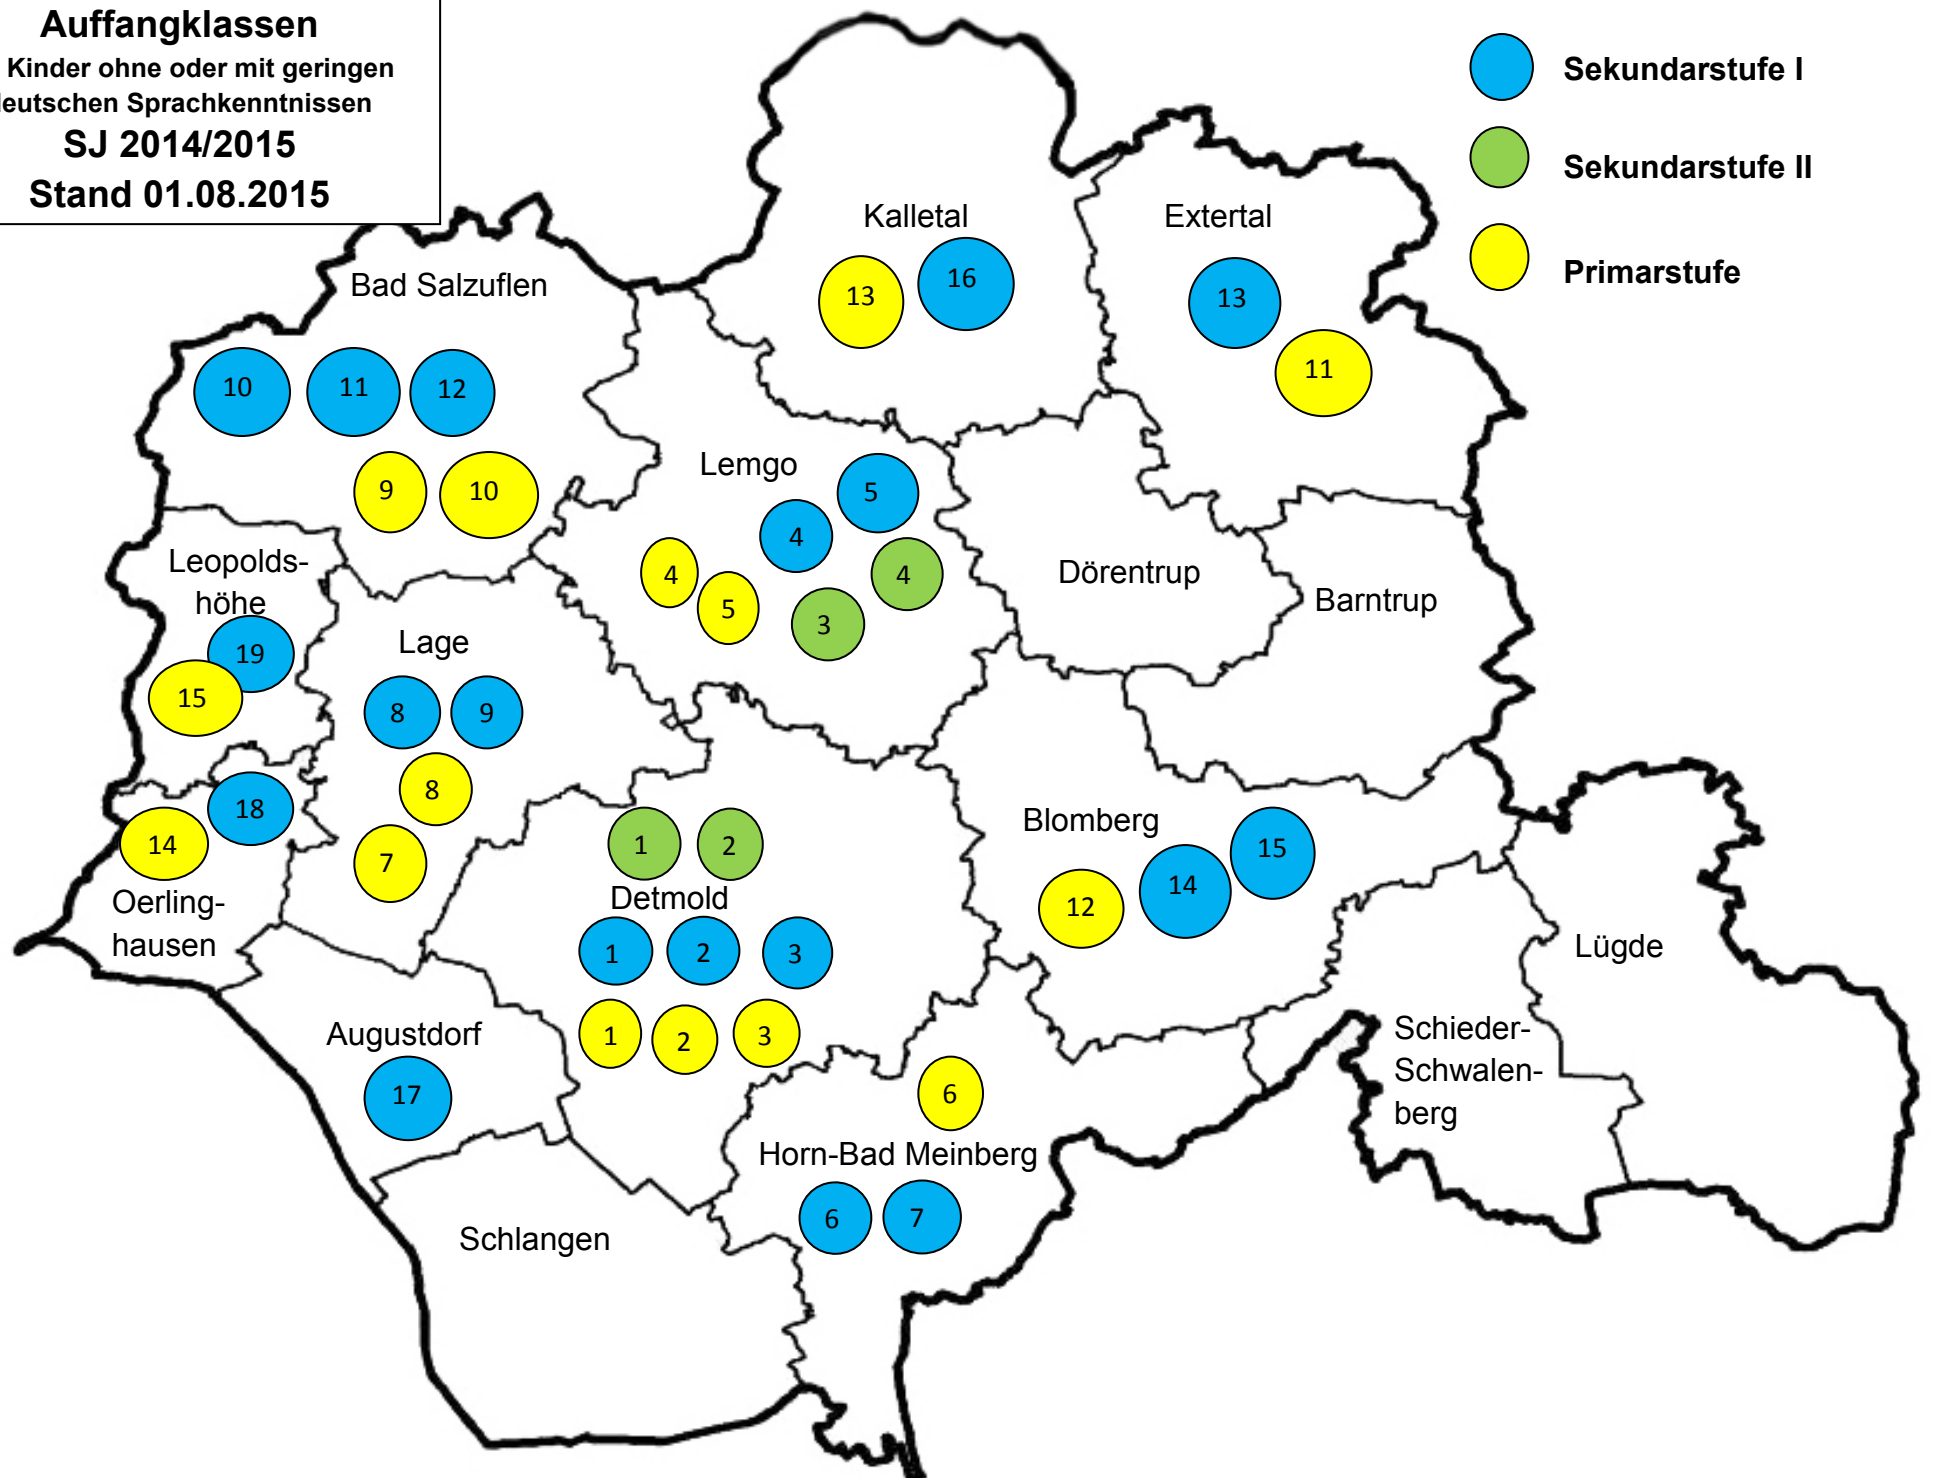 Auffangklassen
Kinder ohne oder mit geringen
deutschen Sprachkenntnissen
SJ 2014/2015
Stand 01.08.2015
Sekundarstufe I
Sekundarstufe II
Primarstufe
Kalletal
13
16
Extertal
13
11
Bad Salzuflen
10
11
12
9
10
Lemgo
5
4
4
4
5
3
Dörentrup
Barntrup
Leopolds-
höhe
19
15
Lage
8
9
8
7
18
14
Oerling-
hausen
1
2
Detmold
1
2
3
1
2
3
Blomberg
15
14
12
Lügde
Schieder-
Schwalen-
berg
Augustdorf
17
6
Horn-Bad Meinberg
6
7
Schlangen